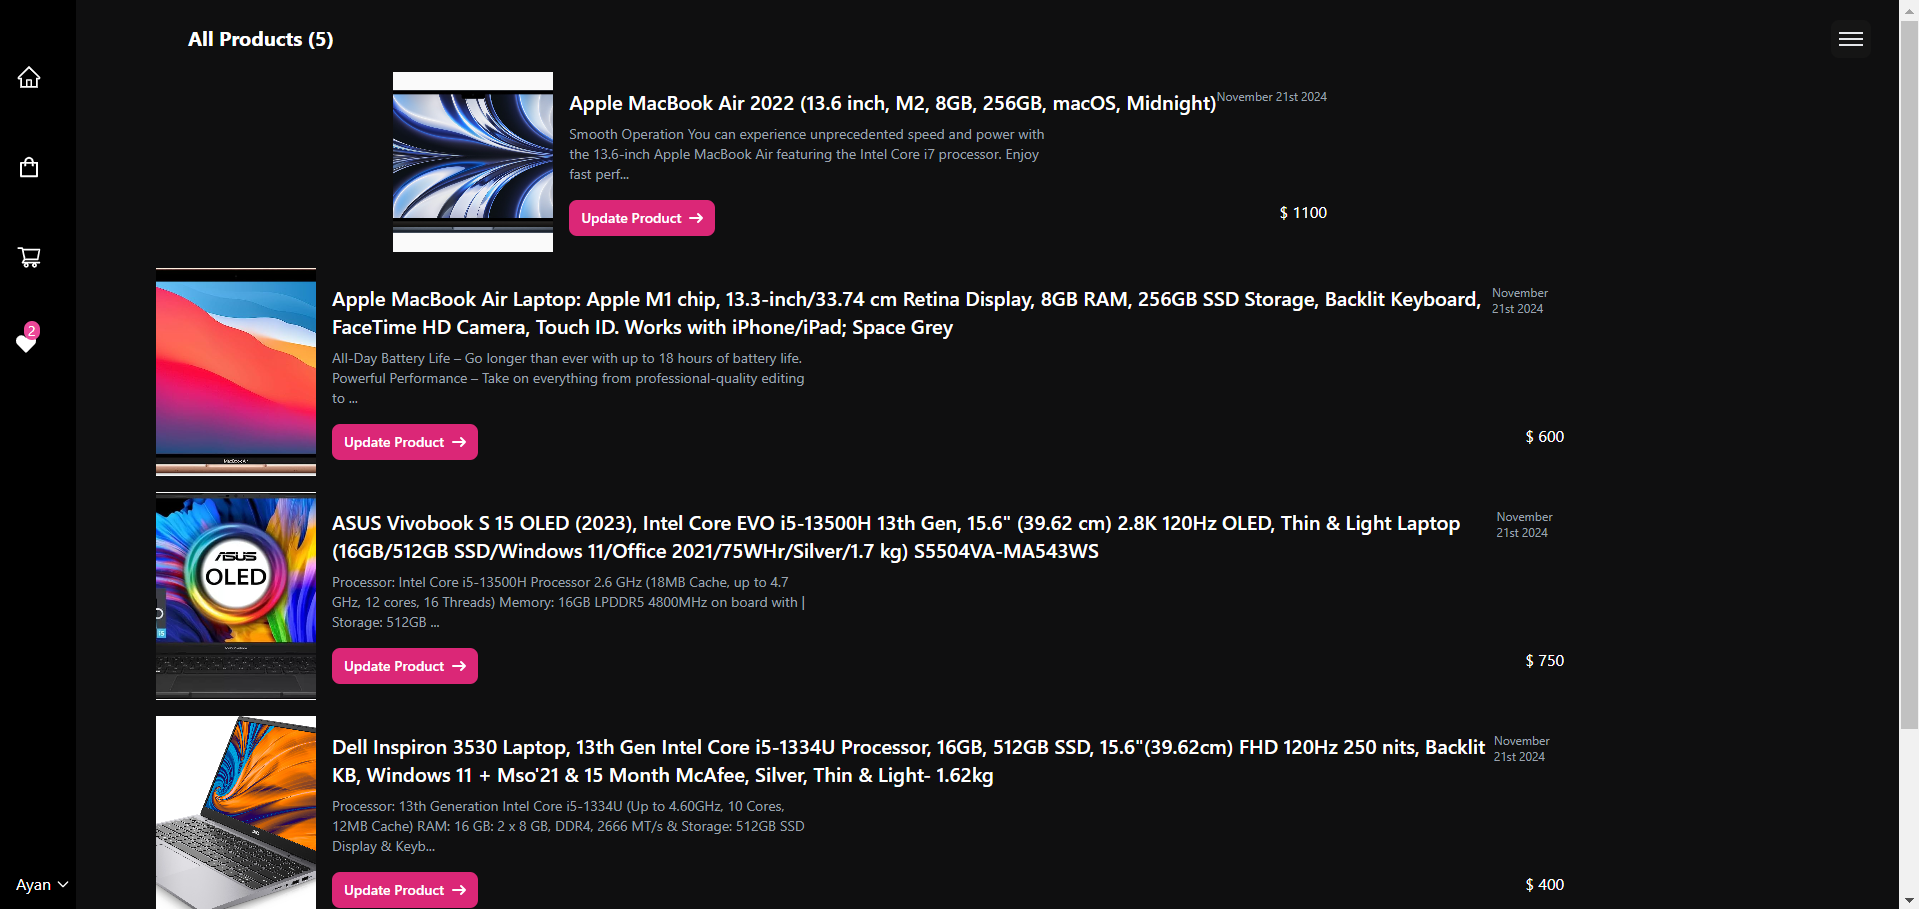 All Products (5)
Apple MacBook Air 2022 (13.6 inch, M2, 8GB, 256GB, macOS, Midnight)
November 21st 2024
Smooth Operation You can experience unprecedented speed and power with
the 13.6-inch Apple MacBook Air featuring the Intel Core i7 processor. Enjoy
fast perf...
Update Product
$ 1100
Apple MacBook Air Laptop: Apple M1 chip, 13.3-inch/33.74 cm Retina Display, 8GB RAM, 256GB SSD Storage, Backlit Keyboard,
FaceTime HD Camera, Touch ID. Works with iPhone/iPad; Space Grey
November
21st 2024
All-Day Battery Life – Go longer than ever with up to 18 hours of battery life.
Powerful Performance – Take on everything from professional-quality editing
to ...
Update Product
$ 600
MacBook Air
2
ASUS
OLED
i5
ASUS Vivobook S 15 OLED (2023), Intel Core EVO i5-13500H 13th Gen, 15.6" (39.62 cm) 2.8K 120Hz OLED, Thin & Light Laptop
(16GB/512GB SSD/Windows 11/Office 2021/75WHr/Silver/1.7 kg) S5504VA-MA543WS
November
21st 2024
Processor: Intel Core i5-13500H Processor 2.6 GHz (18MB Cache, up to 4.7
GHz, 12 cores, 16 Threads) Memory: 16GB LPDDR5 4800MHz on board with |
Storage: 512GB ...
Update Product
$ 750
Dell Inspiron 3530 Laptop, 13th Gen Intel Core i5-1334U Processor, 16GB, 512GB SSD, 15.6"(39.62cm) FHD 120Hz 250 nits, Backlit
KB, Windows 11 + Mso'21 & 15 Month McAfee, Silver, Thin & Light- 1.62kg
November
21st 2024
Processor: 13th Generation Intel Core i5-1334U (Up to 4.60GHz, 10 Cores,
12MB Cache) RAM: 16 GB: 2 x 8 GB, DDR4, 2666 MT/s & Storage: 512GB SSD
Display & Keyb...
Update Product
$ 400
DELL
Ayan